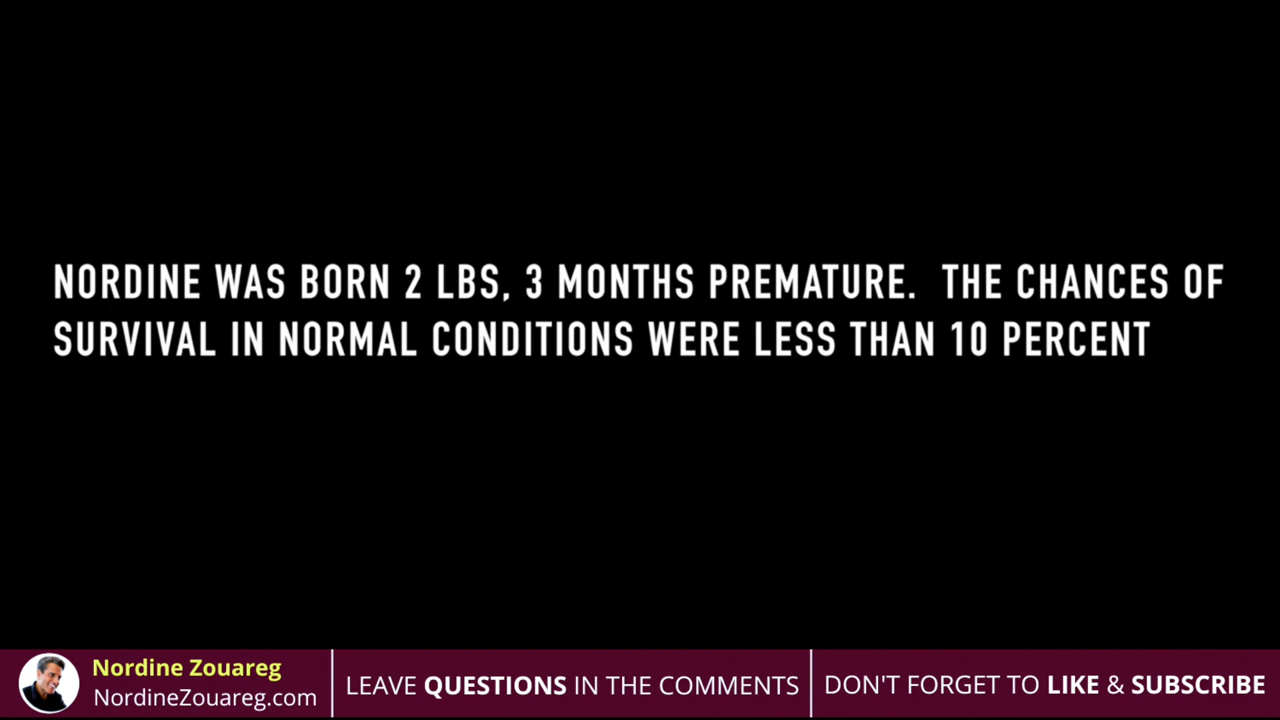 NORDINE WAS BORN 2 LBS, 3 MONTHS PREMATURE. THE CHANCES OF
SURVIVAL IN NORMAL CONDITIONS WERE LESS THAN 10 PERCENT
Nordine Zouareg
NordineZouareg.com
LEAVE QUESTIONS IN THE COMMENTS
DON'T FORGET TO LIKE & SUBSCRIBE